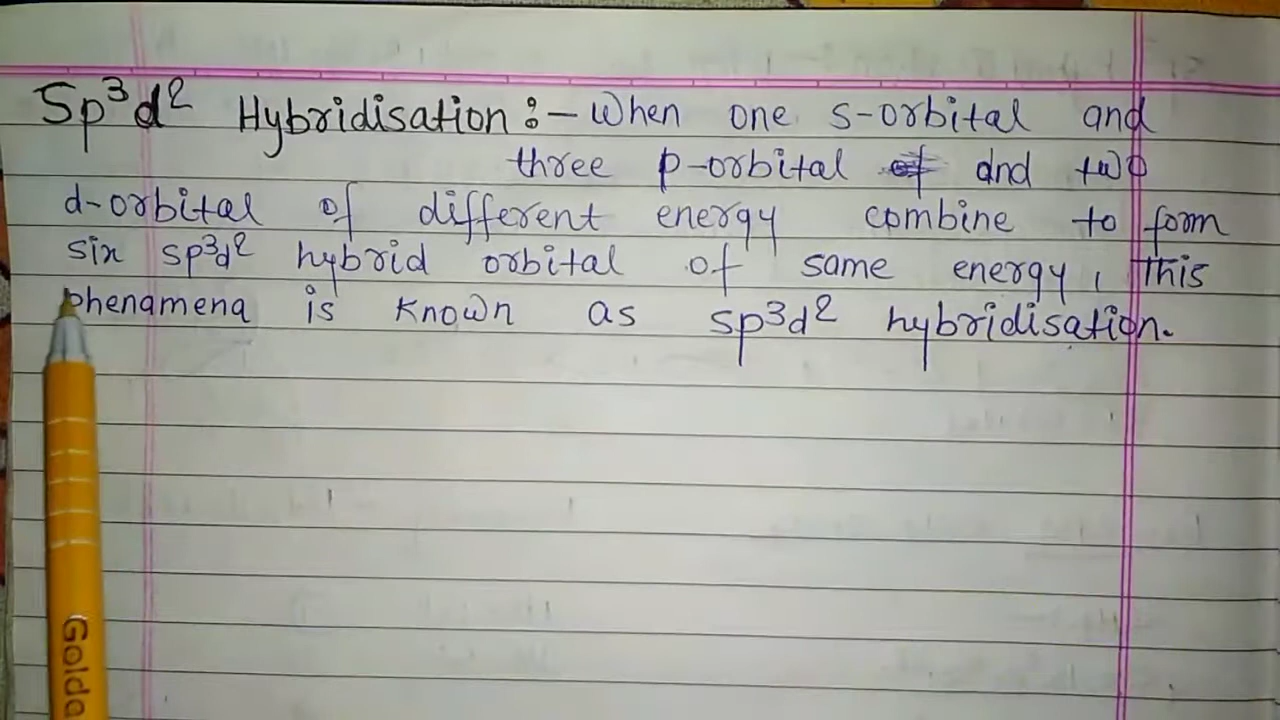 Sp³d² Hybridisation :- When one s-orbital and
three p-orbital and two
d-orbital of different energy combine to form
six sp³d² hybrid orbital of same energy, This
phenamena is known as sp³d² hybridisation.
Golda